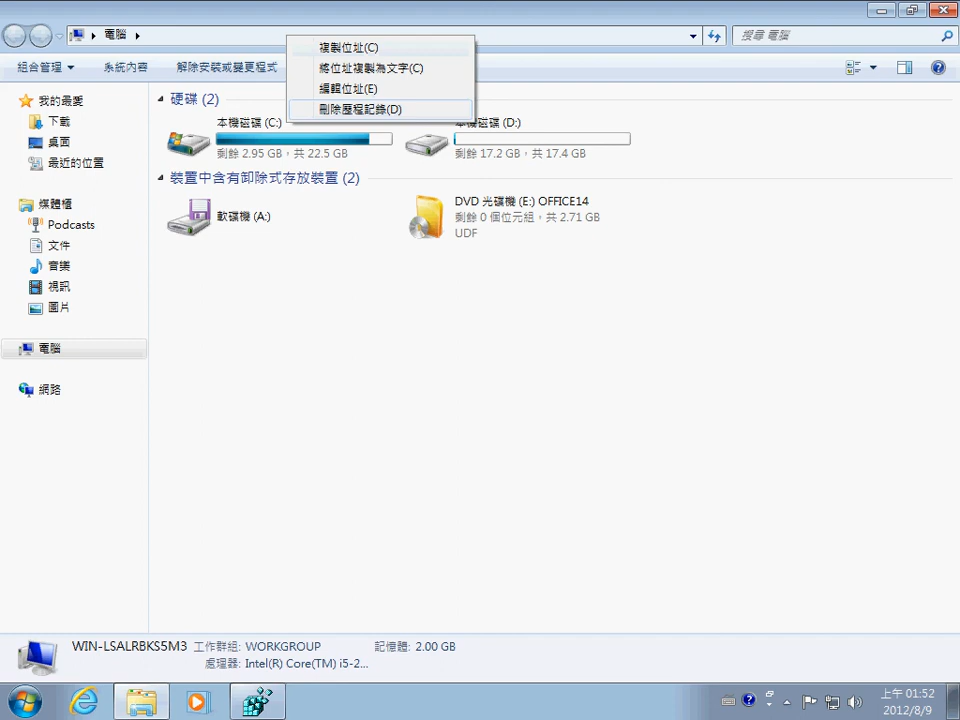 電腦
搜尋 電腦
組合管理
系統內容
解除安裝或變更程式
複製位址(C)
將位址複製為文字(C)
編輯位址(E)
刪除歷程記錄(D)
我的最愛
下載
桌面
最近的位置
媒體櫃
Podcasts
文件
音樂
視訊
圖片
電腦
網路
硬碟 (2)
本機磁碟 (C:)
剩餘 2.95 GB，共 22.5 GB
本機磁碟 (D:)
剩餘 17.2 GB，共 17.4 GB
裝置中含有卸除式存放裝置 (2)
軟碟機 (A:)
DVD 光碟機 (E:) OFFICE14
剩餘 0 個位元組，共 2.71 GB
UDF
WIN-LSALRBKS5M3 工作群組: WORKGROUP 記憶體: 2.00 GB
處理器: Intel(R) Core(TM) i5-2...
上午 01:52
2012/8/9